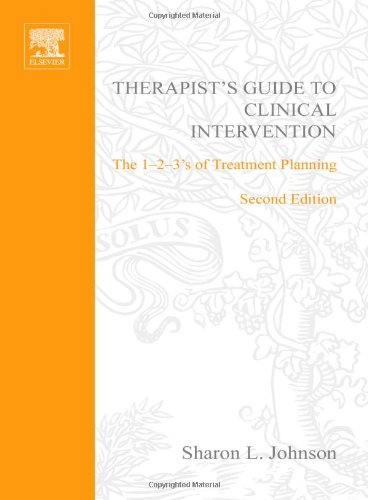 Copyrighted Material
ELSEVIER
THERAPIST'S GUIDE TO
CLINICAL
INTERVENTION
The 1–2–3's of Treatment Planning
Second Edition
SOLUS
Sharon L. Johnson
Copyrighted Material